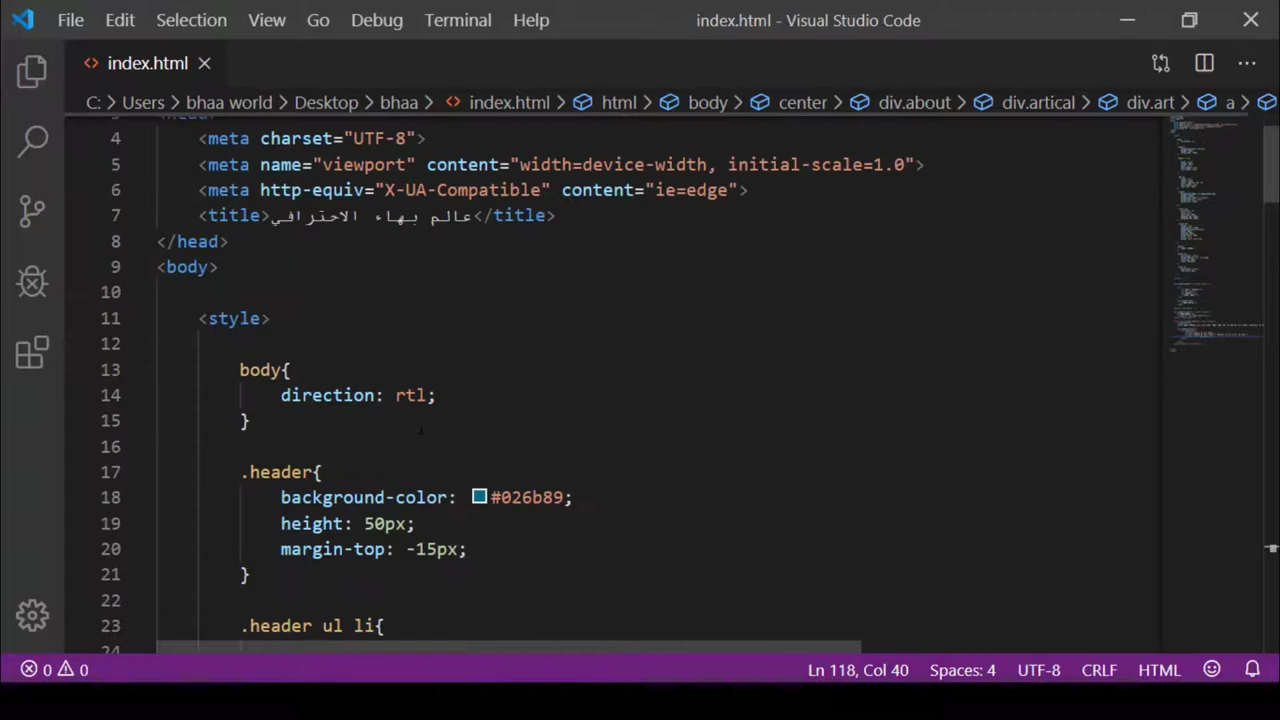 File Edit Selection View Go Debug Terminal Help index.html - Visual Studio Code
index.html
C: Users bhaa world Desktop bhaa index.html html body center div.about div.artical div.art a
4 <meta charset="UTF-8">
5 <meta name="viewport" content="width=device-width, initial-scale=1.0">
6 <meta http-equiv="X-UA-Compatible" content="ie=edge">
7 <title>عالم بهاء الاحترافي</title>
8 </head>
9 <body>
10
11 <style>
12
13 body{
14 direction: rtl;
15 }
16
17 .header{
18 background-color: #026b89;
19 height: 50px;
20 margin-top: -15px;
21 }
22
23 .header ul li{
24
0 0 Ln 118, Col 40 Spaces: 4 UTF-8 CRLF HTML